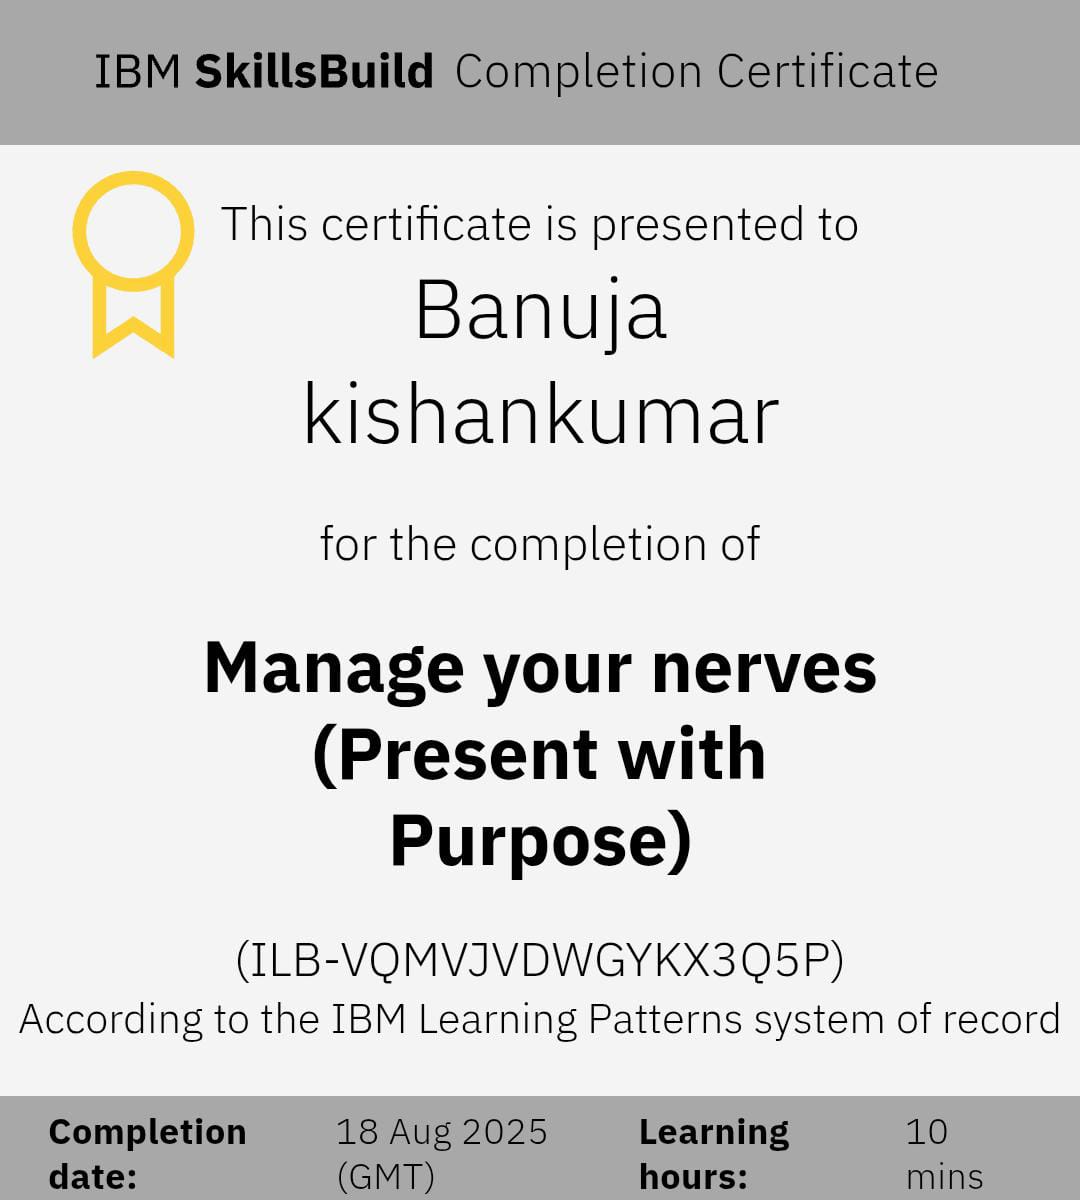 IBM SkillsBuild Completion Certificate
This certificate is presented to
Banuja
kishankumar
for the completion of
Manage your nerves
(Present with
Purpose)
(ILB-VQMVJVDWGYKX3Q5P)
According to the IBM Learning Patterns system of record
Completion date: 18 Aug 2025 (GMT)
Learning hours: 10 mins